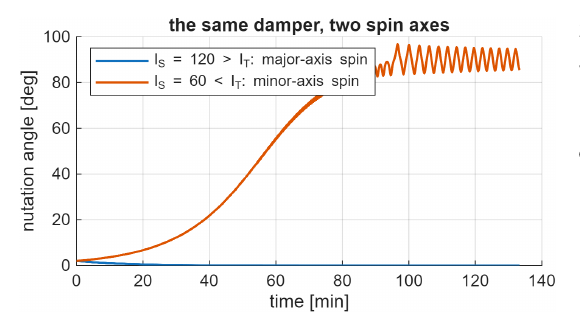 the same damper, two spin axes
I_S = 120 > I_T: major-axis spin
I_S = 60 < I_T: minor-axis spin
nutation angle [deg]
100
80
60
40
20
0
0 20 40 60 80 100 120 140
time [min]